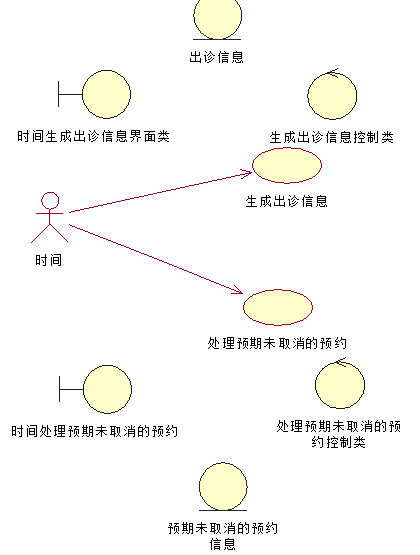 出诊信息
时间生成出诊信息界面类
生成出诊信息控制类
生成出诊信息
时间
处理预期未取消的预约
时间处理预期未取消的预约
处理预期未取消的预
约控制类
预期未取消的预约
信息